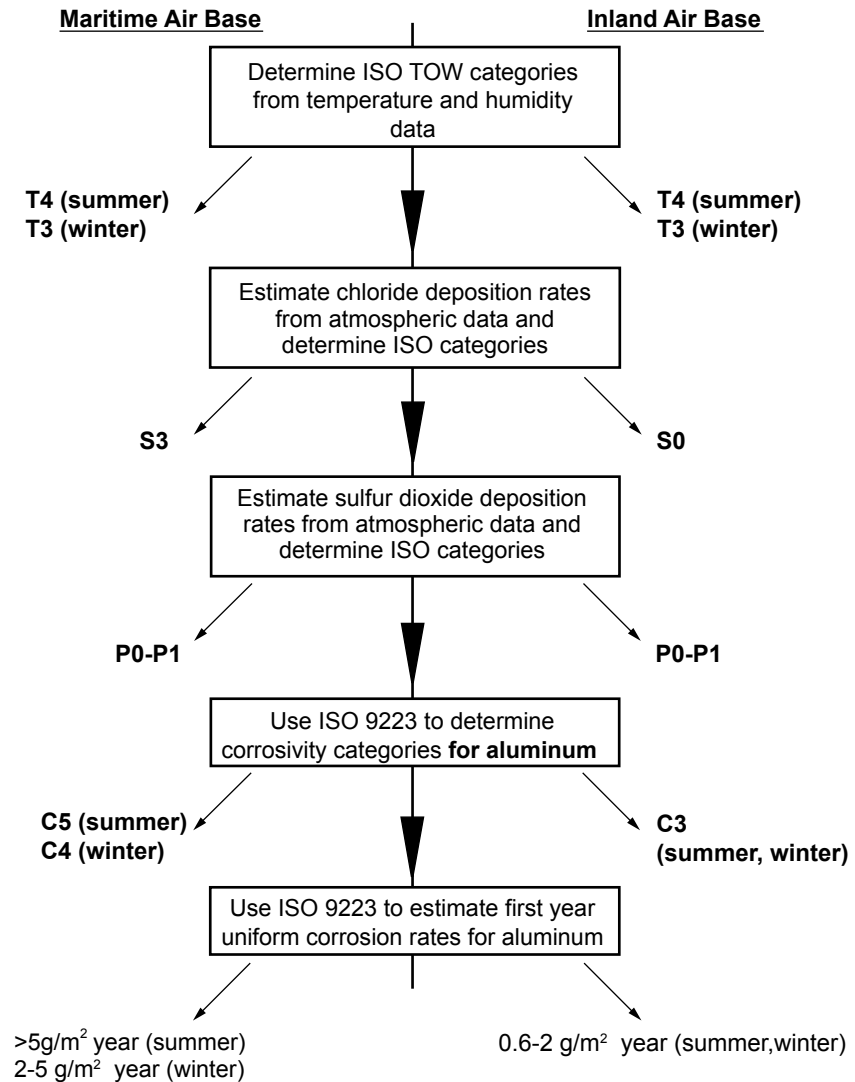 Maritime Air Base
Inland Air Base
Determine ISO TOW categories
from temperature and humidity
data
T4 (summer)
T3 (winter)
T4 (summer)
T3 (winter)
Estimate chloride deposition rates
from atmospheric data and
determine ISO categories
S3
S0
Estimate sulfur dioxide deposition
rates from atmospheric data and
determine ISO categories
P0-P1
P0-P1
Use ISO 9223 to determine
corrosivity categories for aluminum
C5 (summer)
C4 (winter)
C3
(summer, winter)
Use ISO 9223 to estimate first year
uniform corrosion rates for aluminum
>5g/m² year (summer)
2-5 g/m² year (winter)
0.6-2 g/m² year (summer,winter)